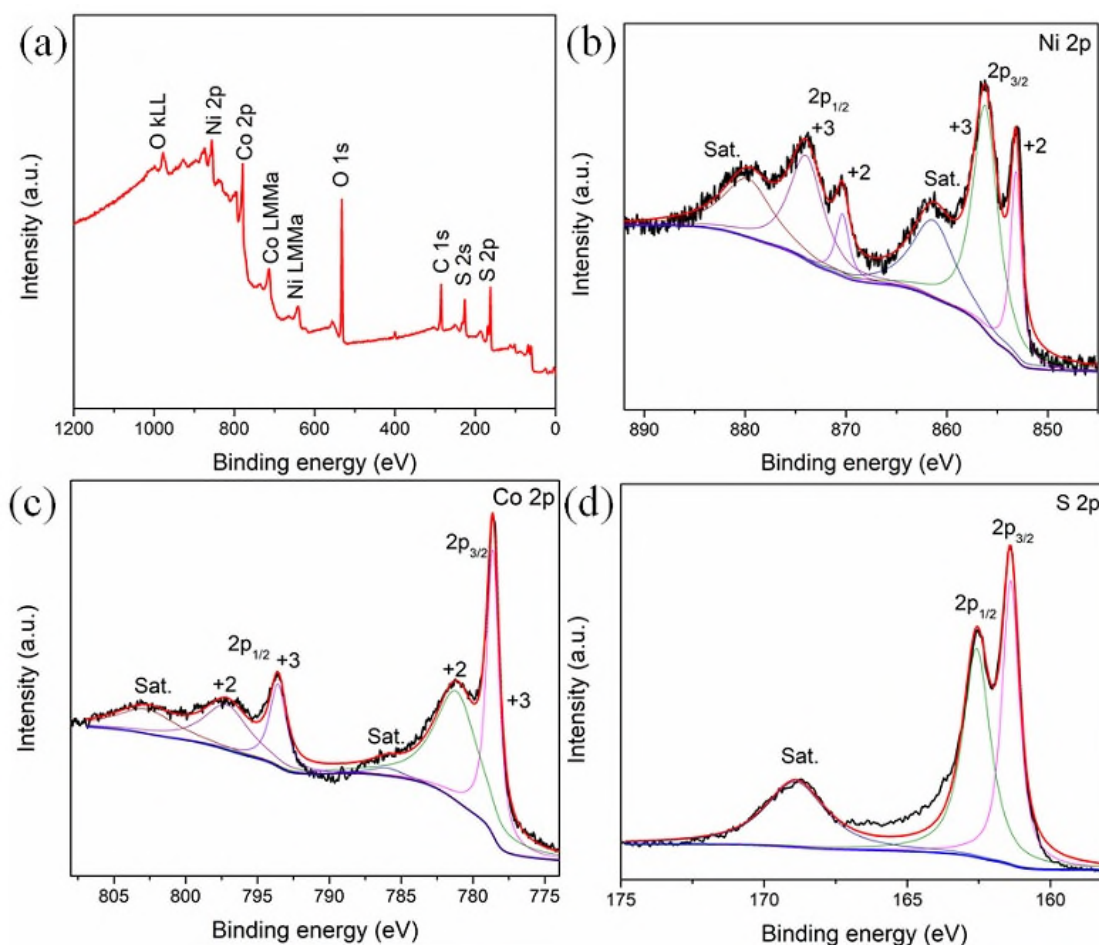 (a)
O kLL
Ni 2p
Co 2p
Co LMMa
Ni LMMa
O 1s
C 1s
S 2s
S 2p
Intensity (a.u.)
1200 1000 800 600 400 200 0
Binding energy (eV)
(b)
Ni 2p
2p3/2
2p1/2
+3
+3
+2
+2
Sat.
Sat.
Intensity (a.u.)
890 880 870 860 850
Binding energy (eV)
(c)
Co 2p
2p3/2
2p1/2
+3
Sat.
+2
+2
Sat.
+3
Intensity (a.u.)
805 800 795 790 785 780 775
Binding energy (eV)
(d)
S 2p
2p3/2
2p1/2
Sat.
Intensity (a.u.)
175 170 165 160
Binding energy (eV)